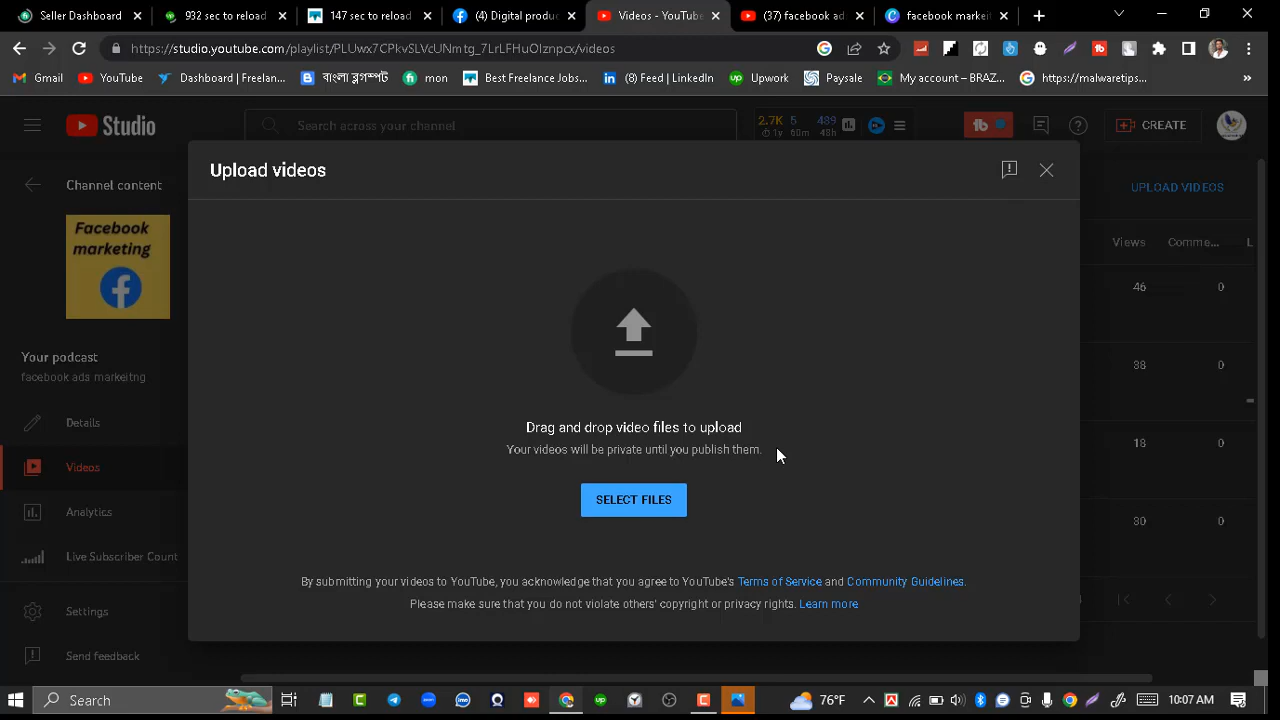 Seller Dashboard
932 sec to reload
147 sec to reload
(4) Digital produc
Videos - YouTube
(37) facebook ad
facebook market
https://studio.youtube.com/playlist/PLUwx7CPkvSLVcUNmtg_7LrLFHuOIznpcx/videos
Gmail
YouTube
Dashboard | Freelan...
বাংলা ব্লগস্পট
mon
Best Freelance Jobs...
(8) Feed | LinkedIn
Upwork
Paysale
My account – BRAZ...
https://malwaretips...
Studio
Search across your channel
2.7K 5 489
1y 60m 48h
CREATE
Upload videos
Channel content
UPLOAD VIDEOS
Facebook
marketing
Views
Comme...
L
46
0
Drag and drop video files to upload
Your videos will be private until you publish them.
SELECT FILES
Your podcast
facebook ads markeitng
38
0
Details
Videos
18
0
Analytics
30
0
Live Subscriber Count
By submitting your videos to YouTube, you acknowledge that you agree to YouTube's Terms of Service and Community Guidelines.
Please make sure that you do not violate others' copyright or privacy rights. Learn more
Settings
Send feedback
Search
76°F
10:07 AM